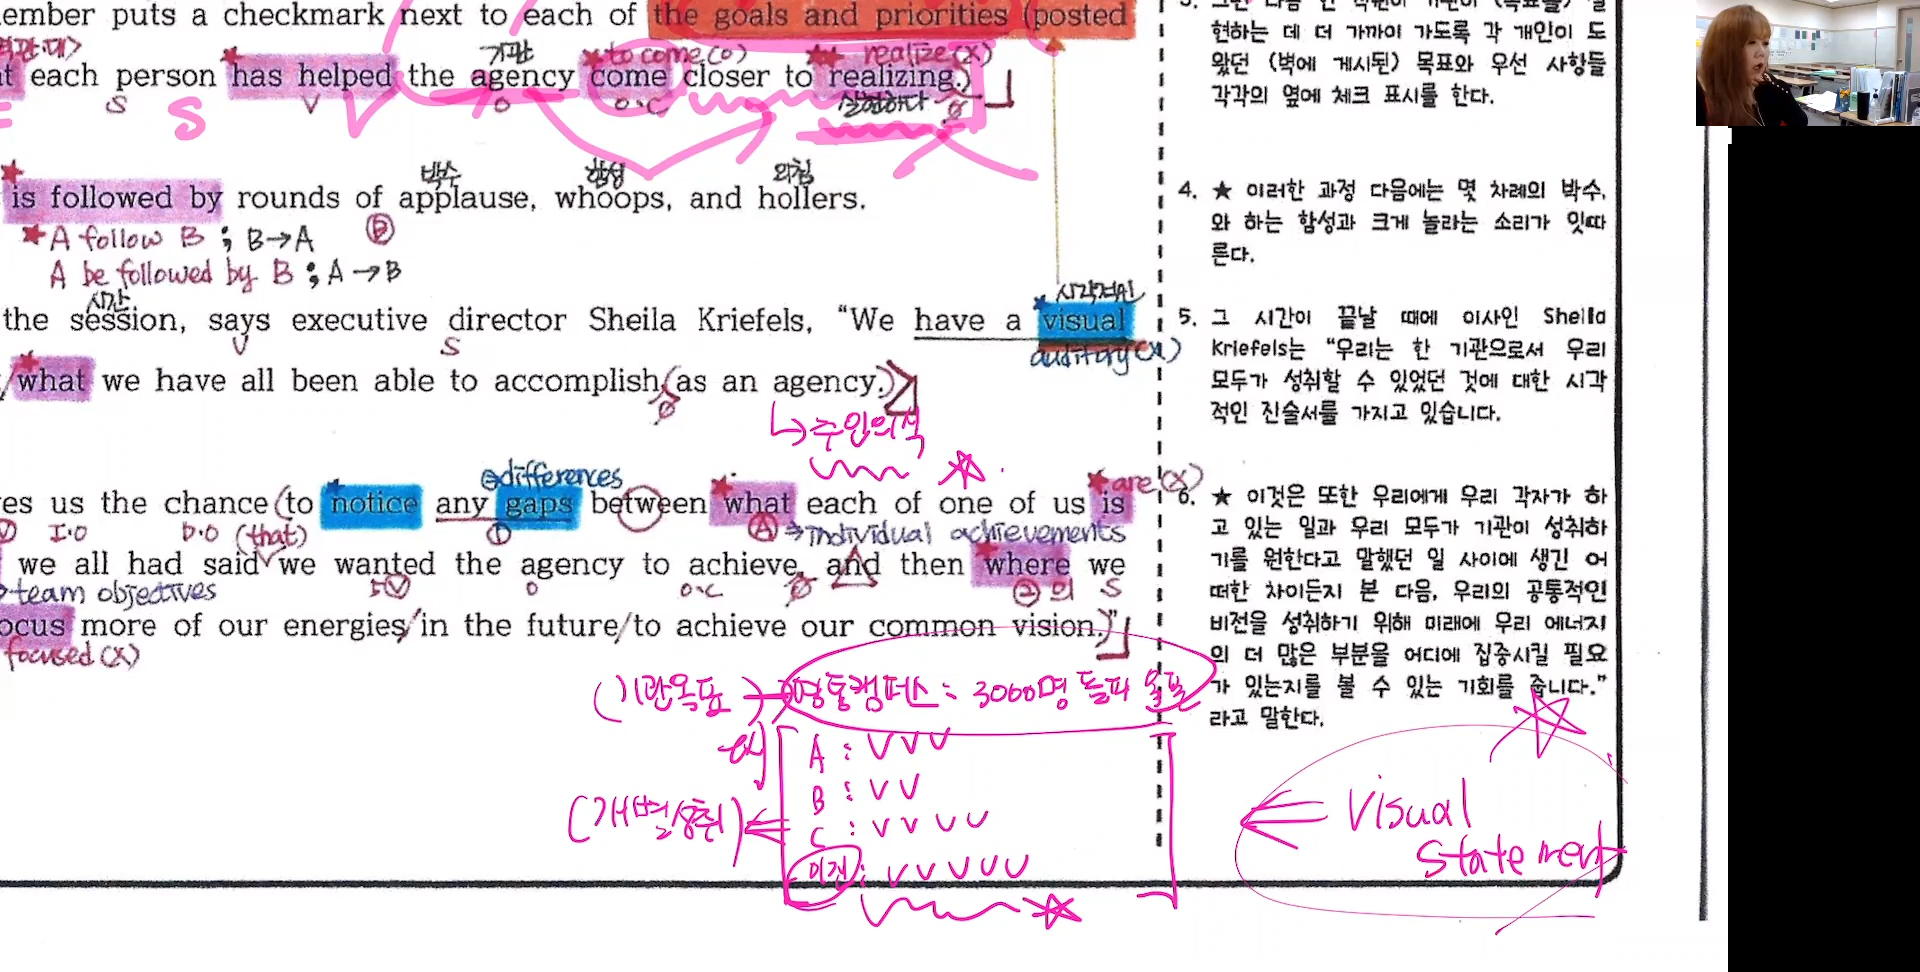 ember puts a checkmark next to each of the goals and priorities (posted
기관 to come(o) realize(X)
t each person has helped the agency come closer to realizing.)
S S V V O O·C 실현하다
박수 함성 외침
is followed by rounds of applause, whoops, and hollers.
A follow B ; B→A
A be followed by B ; A→B
시간 시각적인
the session, says executive director Sheila Kriefels, “We have a visual
V S auditory(X)
what we have all been able to accomplish (as an agency.)
↳주인의식
differences are(X)
es us the chance (to notice any gaps between what each of one of us is
I·O D·O (that) ① Ⓐ→individual achievements
we all had said we wanted the agency to achieve, and then where we
team objectives O O·C ②의 S
ocus more of our energies/in the future/to achieve our common vision.)”
focused(X)
(기관목표) 영통캠퍼스 : 3000명 돌파
A : V V V
B : V V
(개별성취) C : V V V V
V V V V V
현하는 데 더 가까이 가도록 각 개인이 도
왔던 (벽에 게시된) 목표와 우선 사항들
각각의 옆에 체크 표시를 한다.
4. ★ 이러한 과정 다음에는 몇 차례의 박수,
와 하는 함성과 크게 놀라는 소리가 잇따
른다.
5. 그 시간이 끝날 때에 이사인 Sheila
Kriefels는 “우리는 한 기관으로서 우리
모두가 성취할 수 있었던 것에 대한 시각
적인 진술서를 가지고 있습니다.
6. ★ 이것은 또한 우리에게 우리 각자가 하
고 있는 일과 우리 모두가 기관이 성취하
기를 원한다고 말했던 일 사이에 생긴 어
떠한 차이든지 본 다음, 우리의 공통적인
비전을 성취하기 위해 미래에 우리 에너지
의 더 많은 부분을 어디에 집중시킬 필요
가 있는지를 볼 수 있는 기회를 줍니다.”
라고 말한다.
Visual
Statement